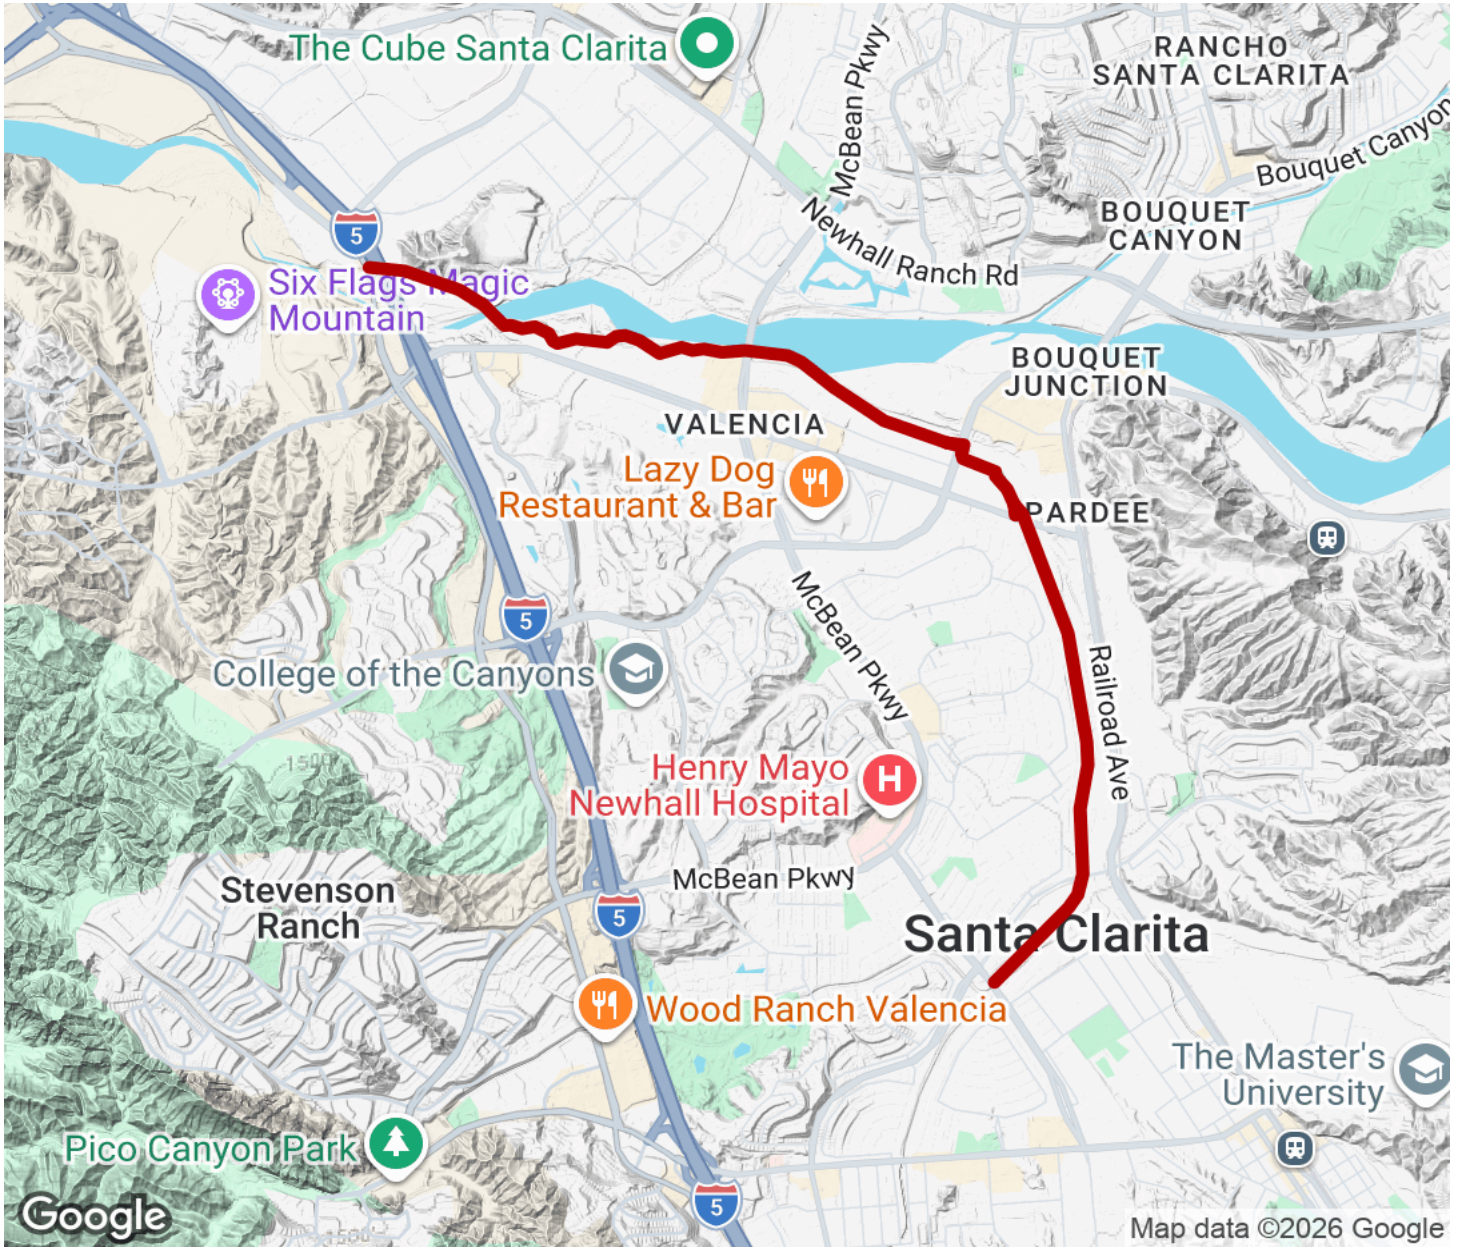 The Cube Santa Clarita
McBean Pkwy
RANCHO
SANTA CLARITA
Bouquet Canyon
BOUQUET
CANYON
Newhall Ranch Rd
5
Six Flags Magic
Mountain
BOUQUET
JUNCTION
VALENCIA
Lazy Dog
Restaurant & Bar
PARDEE
McBean Pkwy
5
College of the Canyons
Railroad Ave
1500
Henry Mayo
Newhall Hospital
H
McBean Pkwy
Stevenson
Ranch
5
Santa Clarita
Wood Ranch Valencia
The Master's
University
Pico Canyon Park
5
Google
1500
Map data ©2026 Google